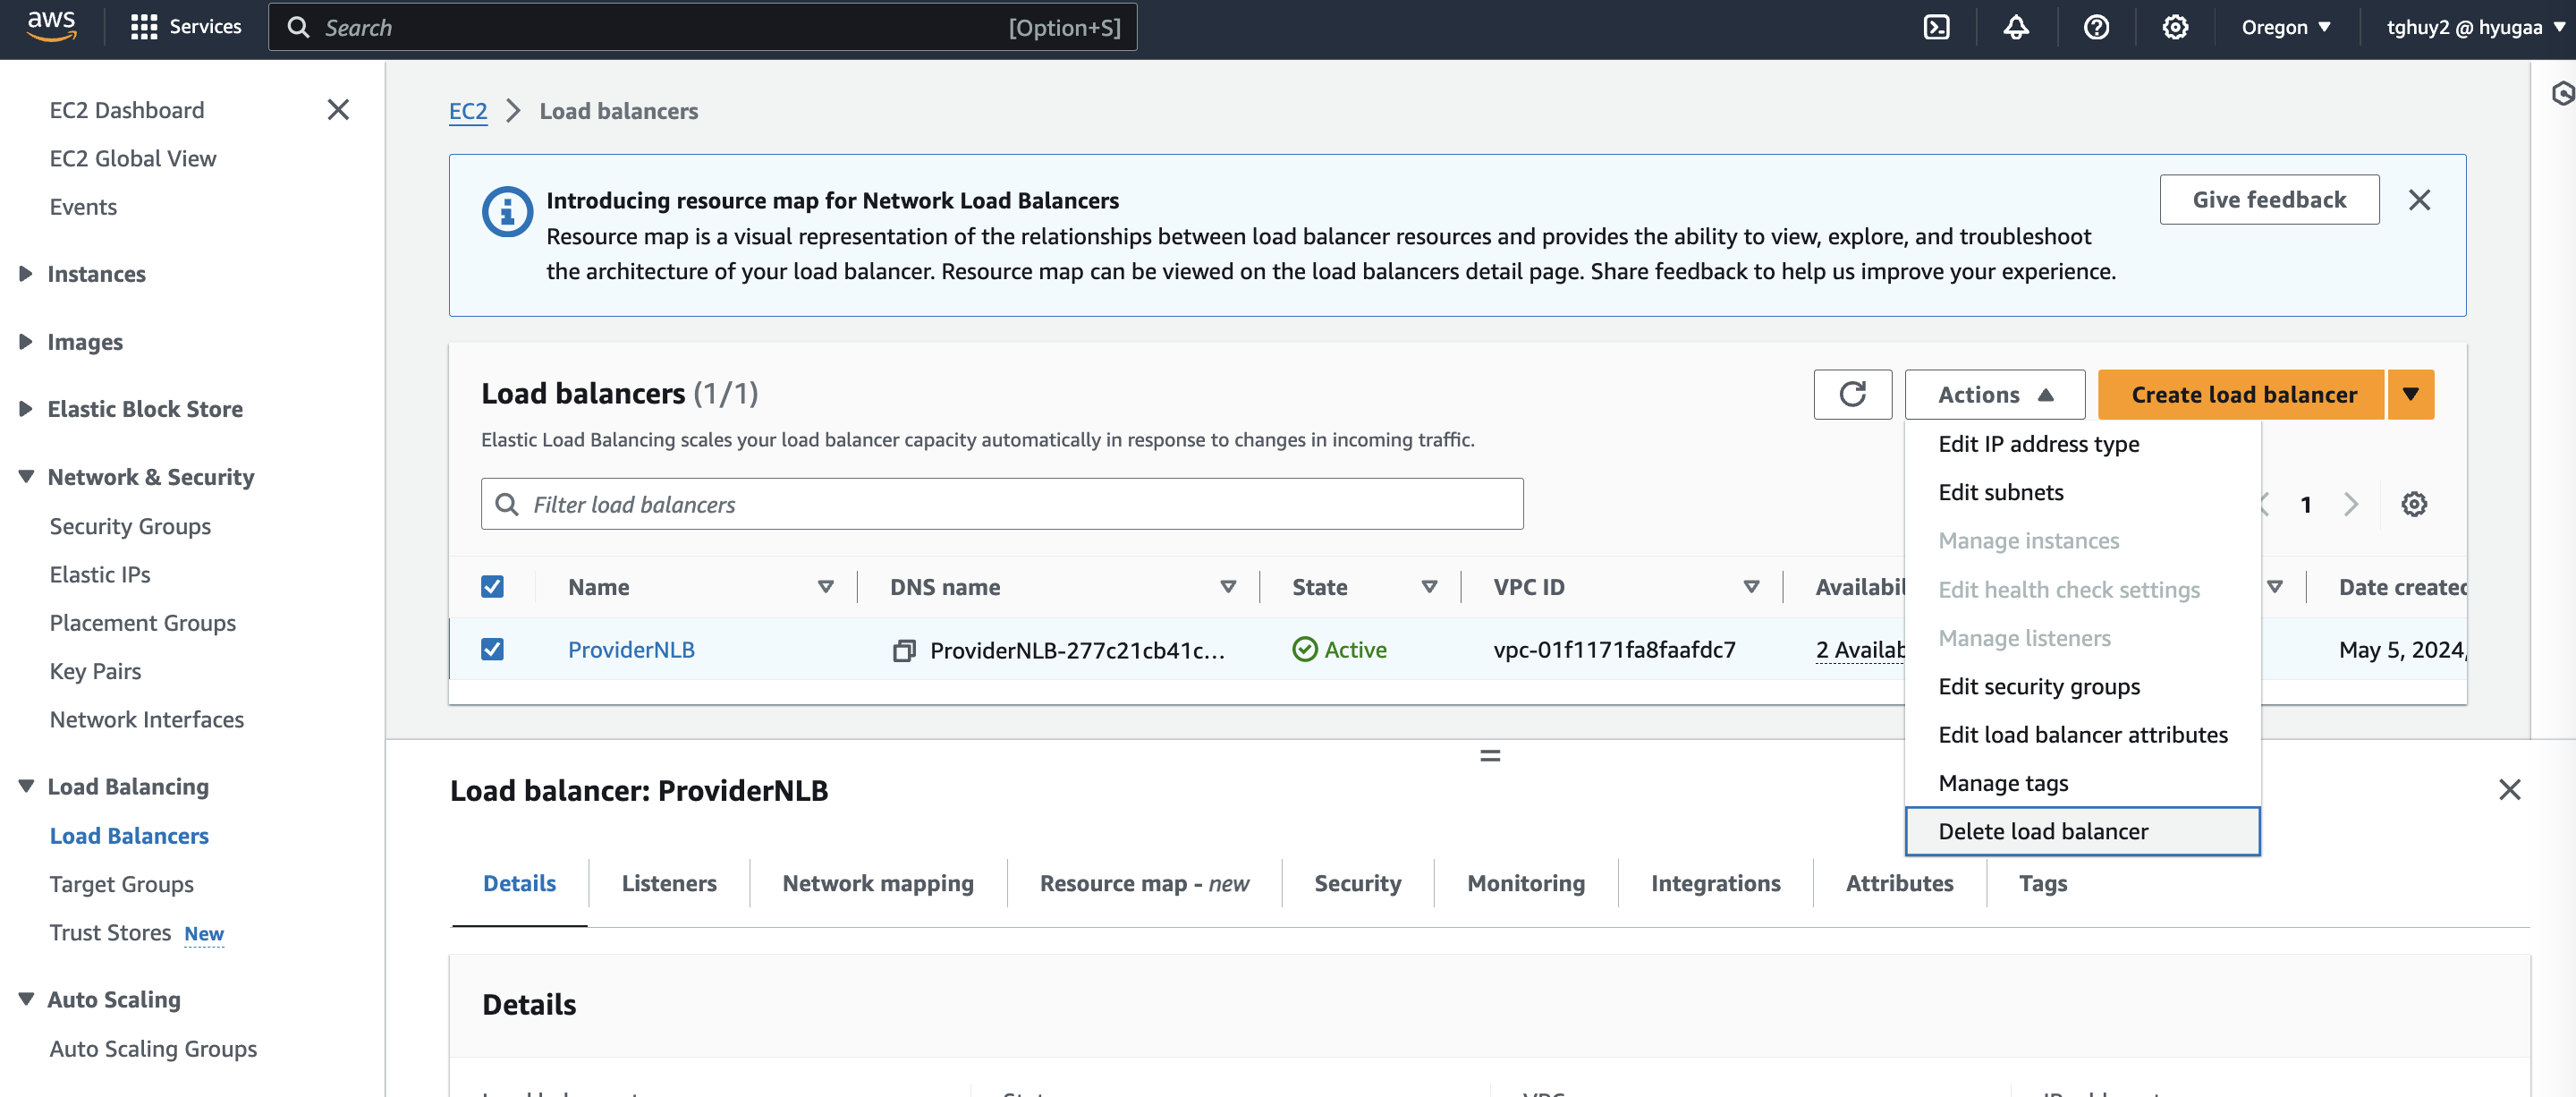 aws
Services
Search
[Option+S]
Oregon
tghuy2 @ hyugaa
EC2 Dashboard
EC2 Global View
Events
Instances
Images
Elastic Block Store
Network & Security
Security Groups
Elastic IPs
Placement Groups
Key Pairs
Network Interfaces
Load Balancing
Load Balancers
Target Groups
Trust Stores New
Auto Scaling
Auto Scaling Groups
EC2 > Load balancers
Introducing resource map for Network Load Balancers
Resource map is a visual representation of the relationships between load balancer resources and provides the ability to view, explore, and troubleshoot
the architecture of your load balancer. Resource map can be viewed on the load balancers detail page. Share feedback to help us improve your experience.
Give feedback
Load balancers (1/1)
Actions
Create load balancer
Elastic Load Balancing scales your load balancer capacity automatically in response to changes in incoming traffic.
Filter load balancers
1
Edit IP address type
Edit subnets
Manage instances
Edit health check settings
Manage listeners
Edit security groups
Edit load balancer attributes
Manage tags
Delete load balancer
Name
DNS name
State
VPC ID
Availabil
Date created
ProviderNLB
ProviderNLB-277c21cb41c...
Active
vpc-01f1171fa8faafdc7
2 Availab
May 5, 2024,
Load balancer: ProviderNLB
Details
Listeners
Network mapping
Resource map - new
Security
Monitoring
Integrations
Attributes
Tags
Details